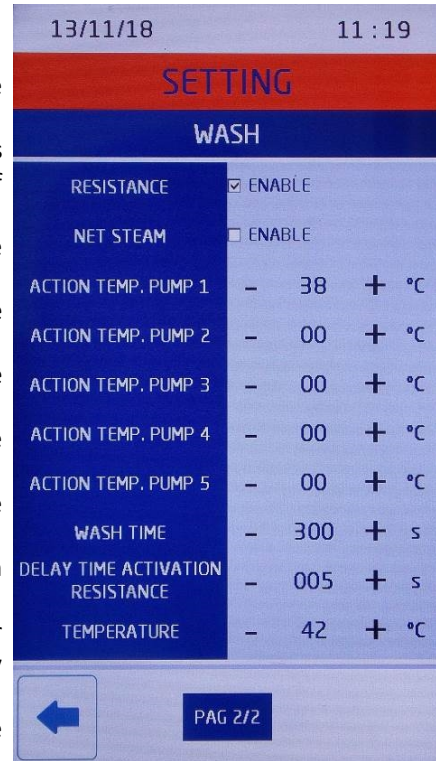 13/11/18 11:19
SETTING
WASH
RESISTANCE ENABLE
NET STEAM ENABLE
ACTION TEMP. PUMP 1 - 38 + °C
ACTION TEMP. PUMP 2 - 00 + °C
ACTION TEMP. PUMP 3 - 00 + °C
ACTION TEMP. PUMP 4 - 00 + °C
ACTION TEMP. PUMP 5 - 00 + °C
WASH TIME - 300 + s
DELAY TIME ACTIVATION
RESISTANCE - 005 + s
TEMPERATURE - 42 + °C
PAG 2/2